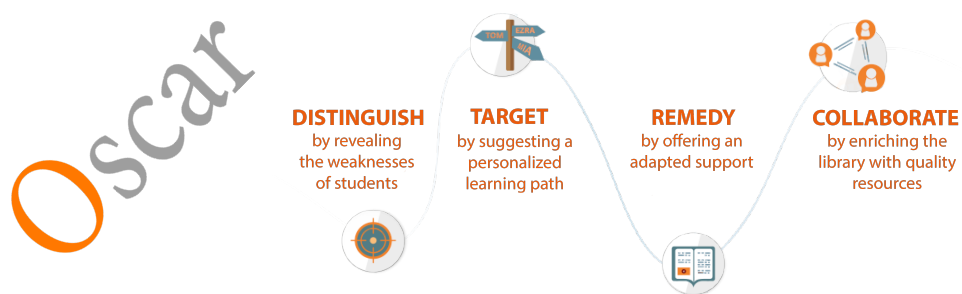 Oscar
TOM
EZRA
MIA
DISTINGUISH
by revealing
the weaknesses
of students
TARGET
by suggesting a
personalized
learning path
REMEDY
by offering an
adapted support
COLLABORATE
by enriching the
library with quality
resources